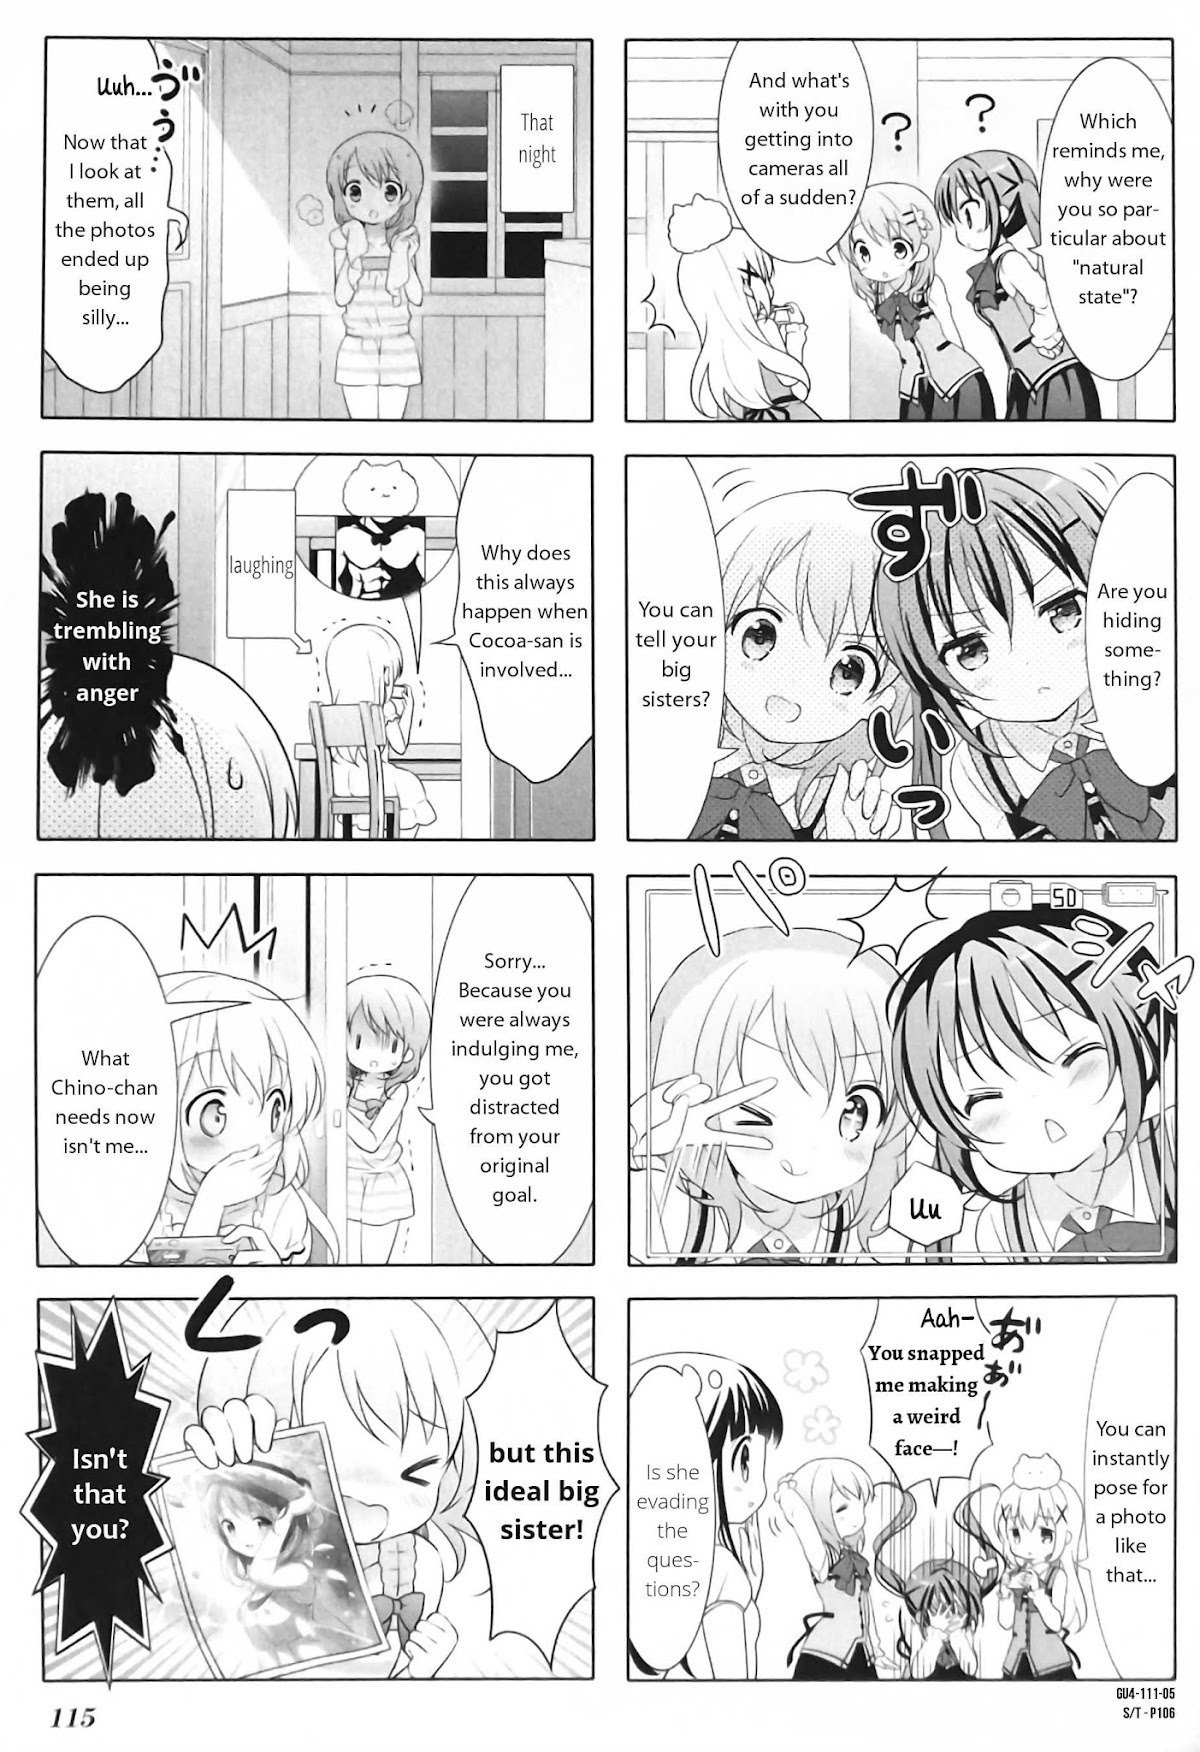 Which
reminds me,
why were
you so par-
ticular about
"natural
state"?
And what's
with you
getting into
cameras all
of a sudden?
?
?
Are you
hiding
some-
thing?
ずいっ
You can
tell your
big
sisters?
SD
パシャ
Uu
You can
instantly
pose for
a photo
like
that...
Aah-
あ゛
あ゛ー
You snapped
me making
a weird
face—!
Is she
evading
the
ques-
tions?
That
night
Uuh...
う゛
う...
Now that
I look at
them, all
the photos
ended up
being
silly...
Why does
this always
happen when
Cocoa-san is
involved...
laughing
She is
trembling
with
anger
Sorry...
Because you
were always
indulging me,
you got
distracted
from your
original
goal.
What
Chino-chan
needs now
isn't me...
くっ
but this
ideal big
sister!
Isn't
that
you?
115
GU4-111-05
S/T - P106